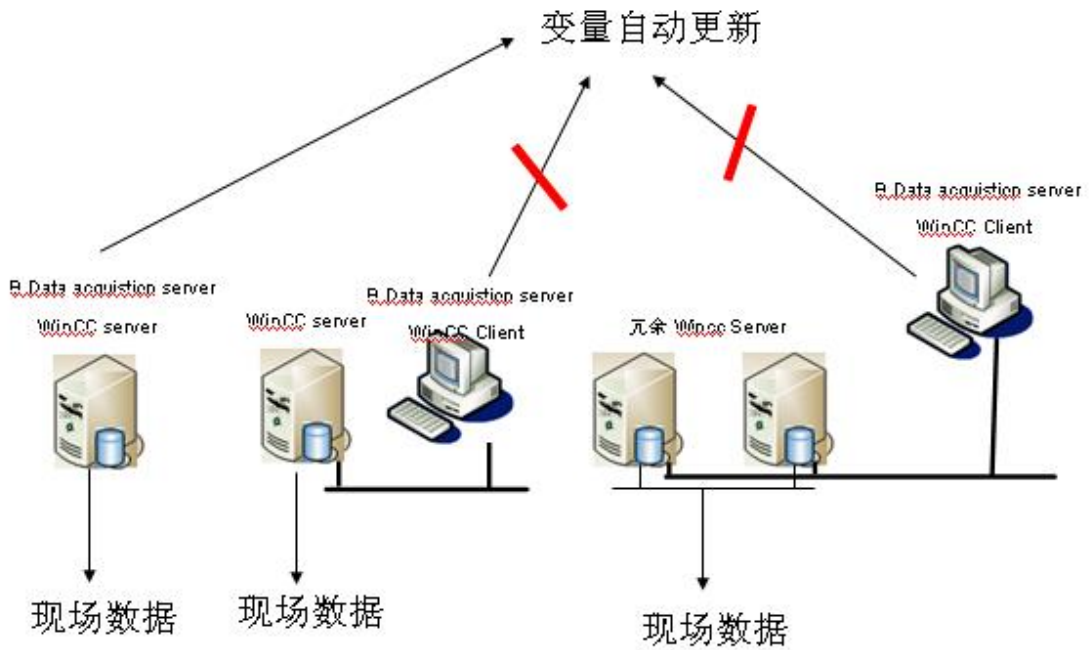 变量自动更新
B.Data acquistion server
WinCC Client
B.Data acquistion server
WinCC server
WinCC server
B.Data acquistion server
WinCC Client
冗余 Wincc Server
现场数据
现场数据
现场数据